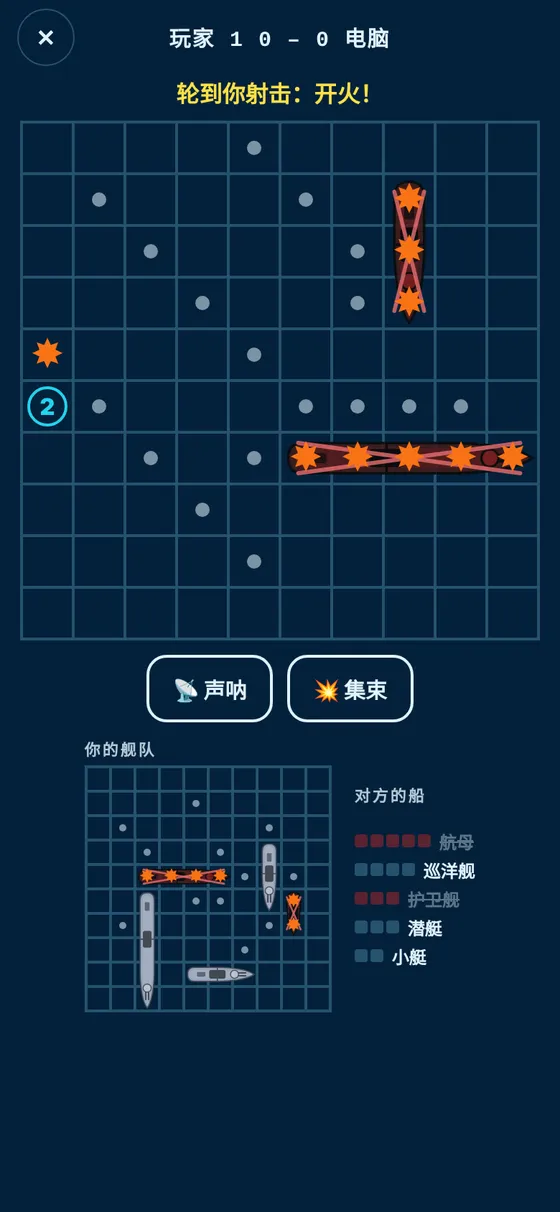 ×
玩家 1 0 – 0 电脑
轮到你射击：开火！
2
声呐
集束
你的舰队
对方的船
航母
巡洋舰
护卫舰
潜艇
小艇